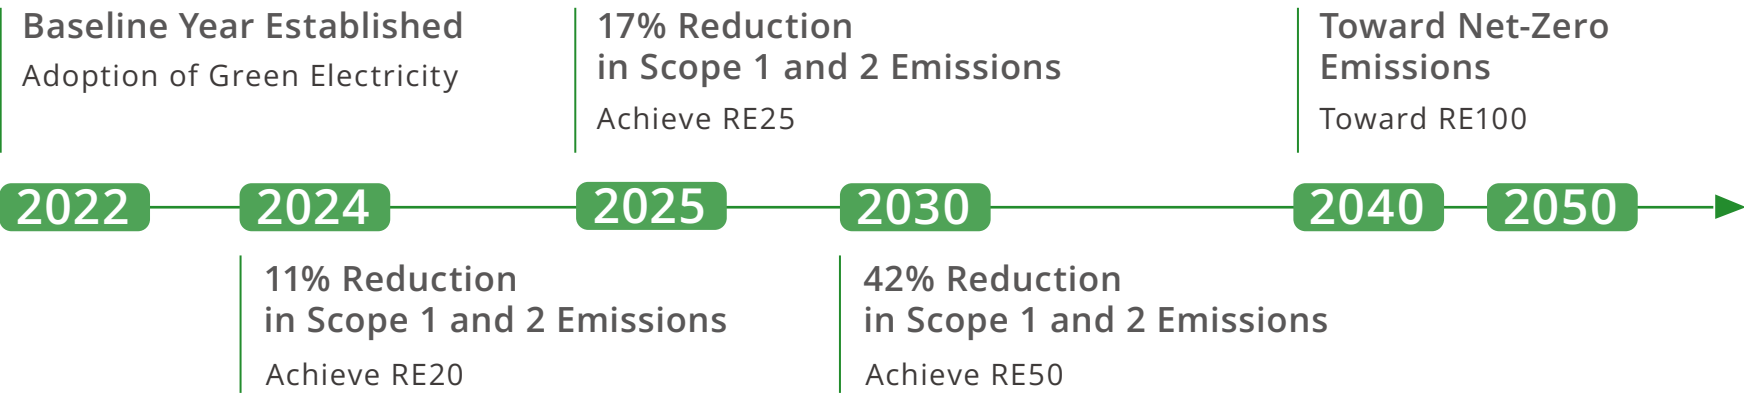 Baseline Year Established
Adoption of Green Electricity
17% Reduction
in Scope 1 and 2 Emissions
Achieve RE25
Toward Net-Zero
Emissions
Toward RE100
2022
2024
2025
2030
2040
2050
11% Reduction
in Scope 1 and 2 Emissions
Achieve RE20
42% Reduction
in Scope 1 and 2 Emissions
Achieve RE50